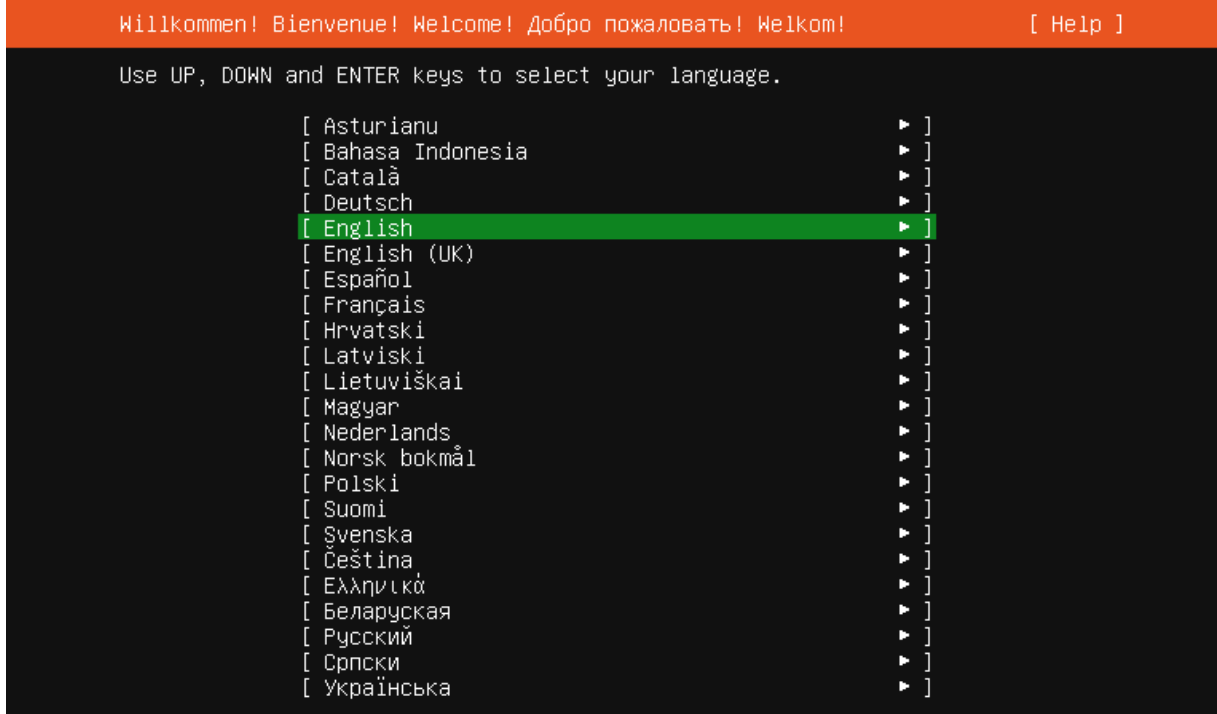 Willkommen! Bienvenue! Welcome! Добро пожаловать! Welkom! [ Help ]
Use UP, DOWN and ENTER keys to select your language.
[ Asturianu ► ]
[ Bahasa Indonesia ► ]
[ Català ► ]
[ Deutsch ► ]
[ English ► ]
[ English (UK) ► ]
[ Español ► ]
[ Français ► ]
[ Hrvatski ► ]
[ Latviski ► ]
[ Lietuviškai ► ]
[ Magyar ► ]
[ Nederlands ► ]
[ Norsk bokmål ► ]
[ Polski ► ]
[ Suomi ► ]
[ Svenska ► ]
[ Čeština ► ]
[ Ελληνικά ► ]
[ Беларуская ► ]
[ Русский ► ]
[ Српски ► ]
[ Українська ► ]